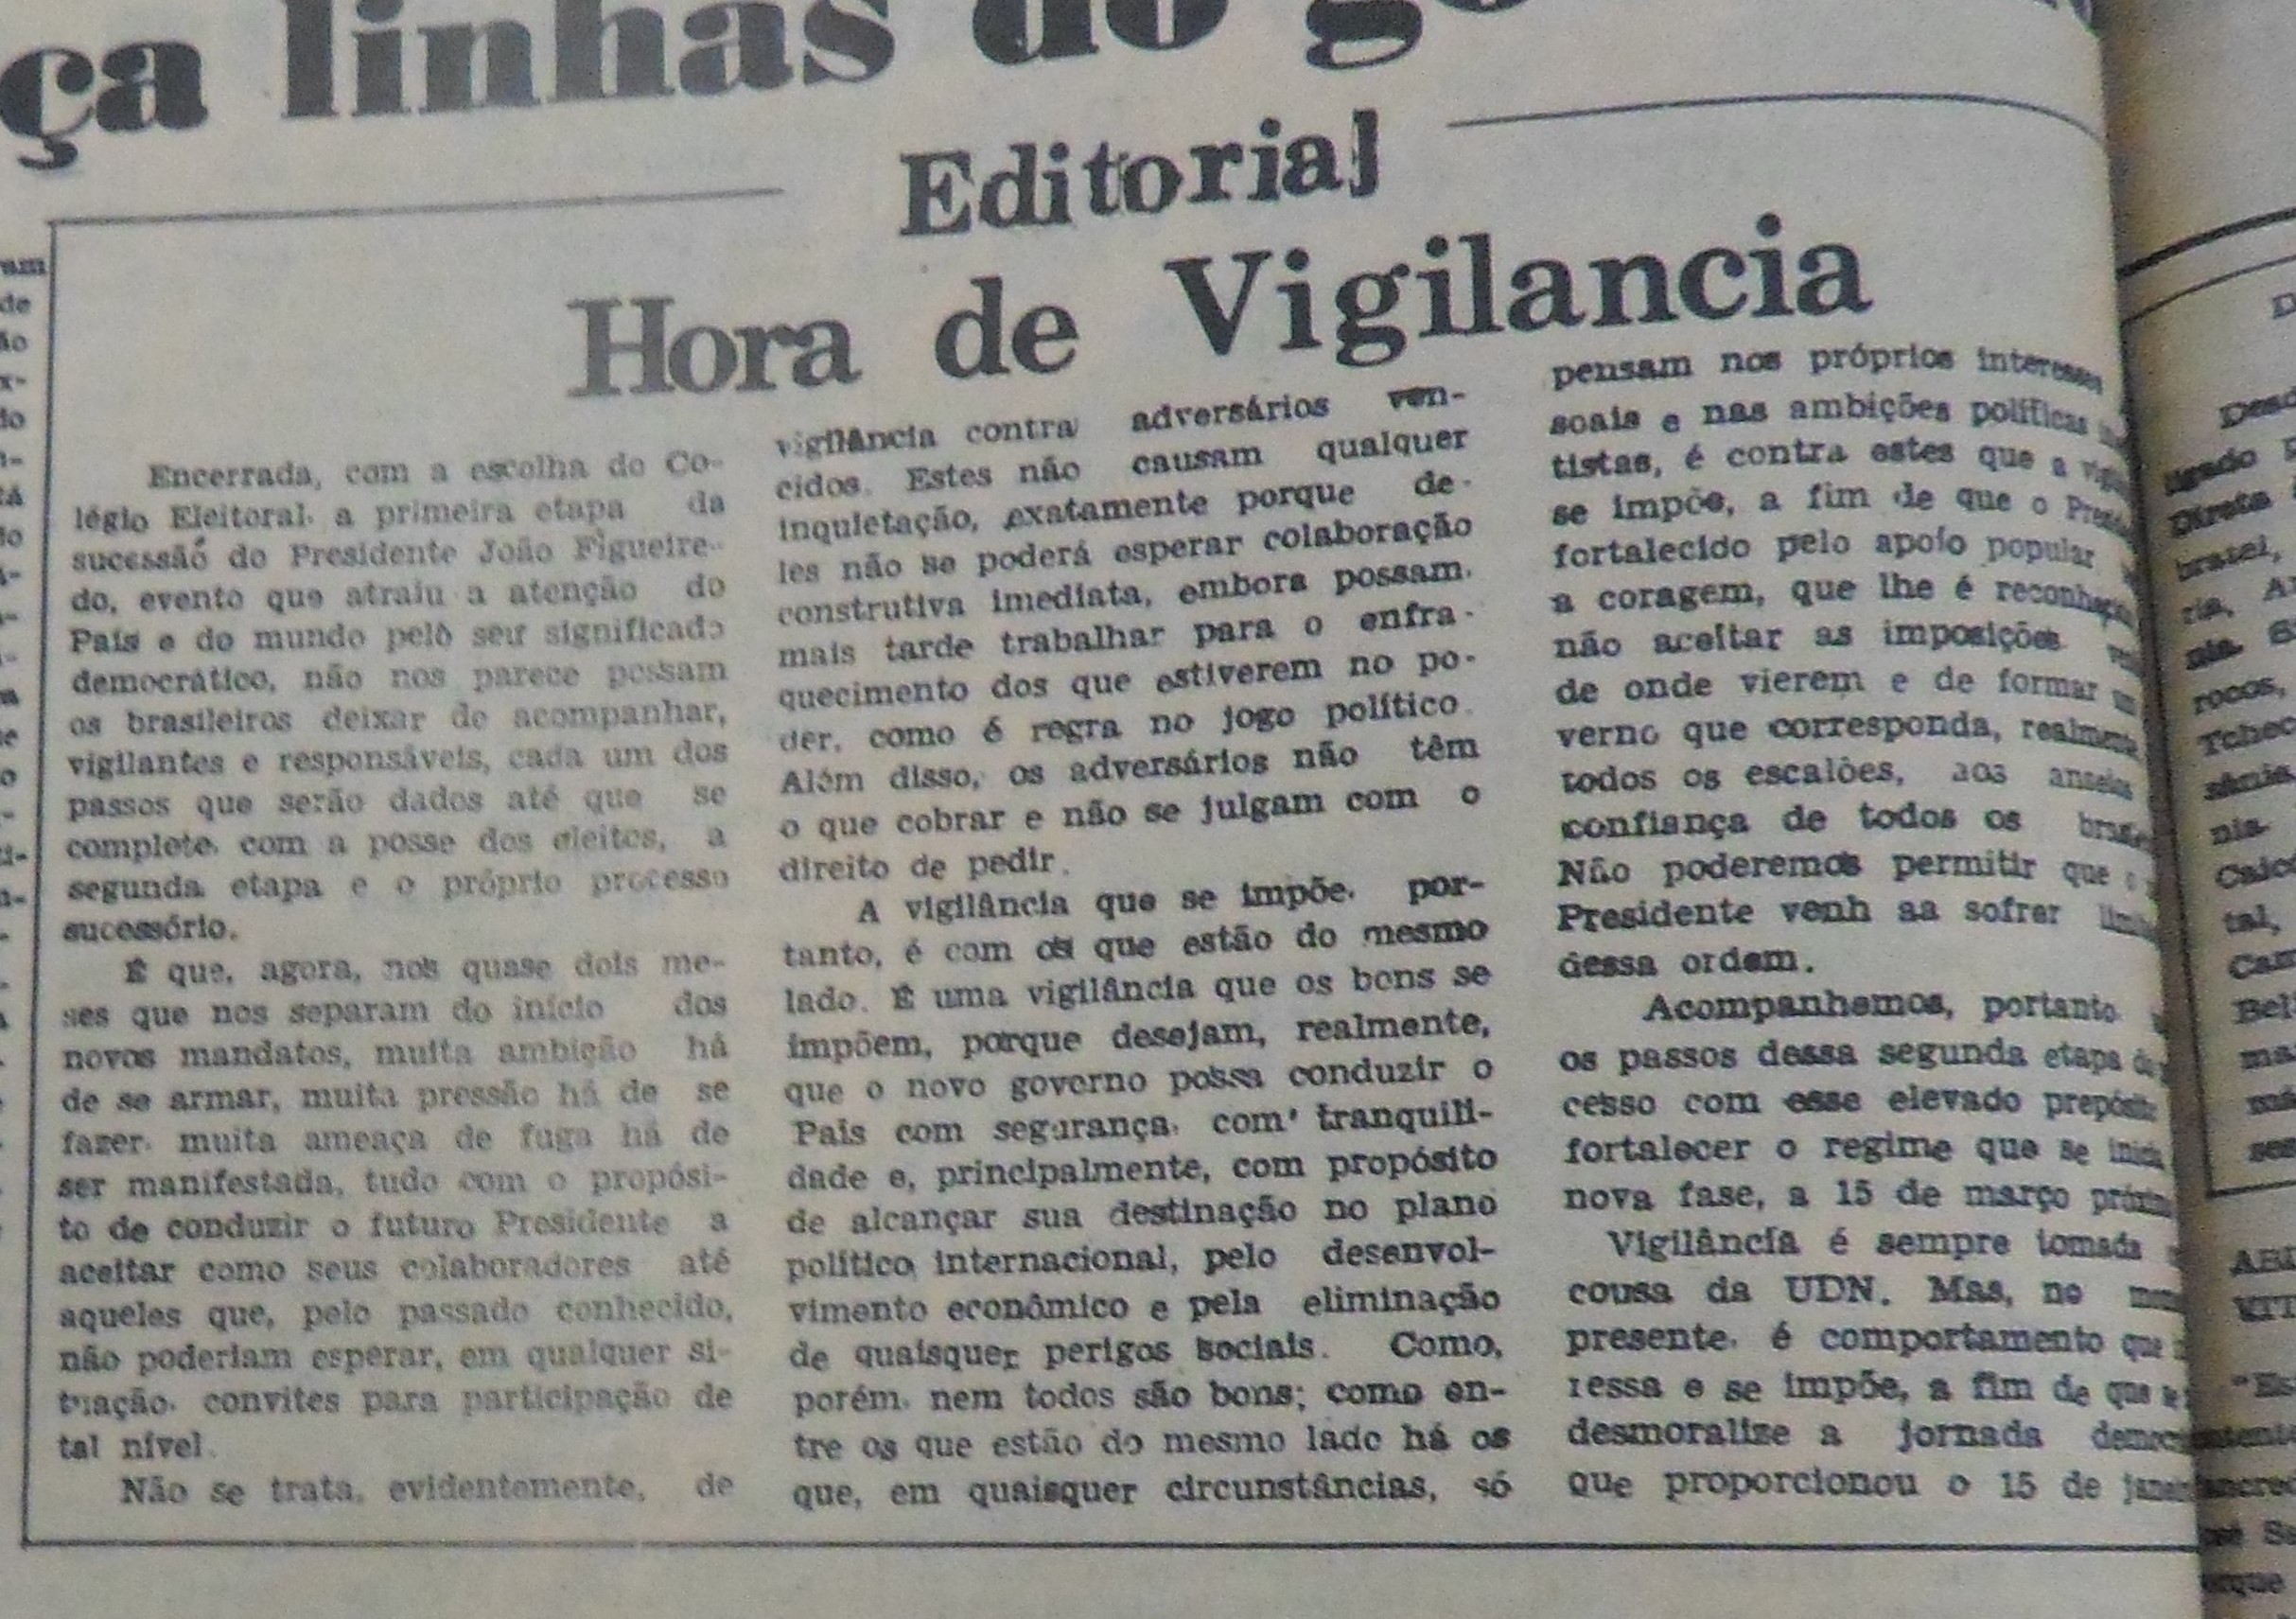 ça linhas do go
Editorial
Hora de Vigilancia
Encerrada, com a escolha do Co-
légio Eleitoral, a primeira etapa da
sucessão do Presidente João Figueire-
do, evento que atraiu a atenção do
País e do mundo pelo seu significado
democrático, não nos parece possam
os brasileiros deixar de acompanhar,
vigilantes e responsáveis, cada um dos
passos que serão dados até que se
complete, com a posse dos eleitos, a
segunda etapa e o próprio processo
sucessório.
É que, agora, nos quase dois me-
ses que nos separam do início dos
novos mandatos, muita ambição há
de se armar, muita pressão há de se
fazer, muita ameaça de fuga há de
ser manifestada, tudo com o propósi-
to de conduzir o futuro Presidente a
aceitar como seus colaboradores até
aqueles que, pelo passado conhecido,
não poderiam esperar, em qualquer si-
tuação, convites para participação de
tal nível.
Não se trata, evidentemente, de
vigilância contra adversários ven-
cidos. Estes não causam qualquer
inquietação, exatamente porque de-
les não se poderá esperar colaboração
construtiva imediata, embora possam,
mais tarde trabalhar para o enfra-
quecimento dos que estiverem no po-
der, como é regra no jogo político.
Além disso, os adversários não têm
o que cobrar e não se julgam com o
direito de pedir.
A vigilância que se impõe, por-
tanto, é com os que estão do mesmo
lado. É uma vigilância que os bons se
impõem, porque desejam, realmente,
que o novo governo possa conduzir o
País com segurança, com tranquili-
dade e, principalmente, com propósito
de alcançar sua destinação no plano
político internacional, pelo desenvol-
vimento econômico e pela eliminação
de quaisquer perigos sociais. Como,
porém, nem todos são bons; como en-
tre os que estão do mesmo lado há os
que, em quaisquer circunstâncias, só
pensam nos próprios interesses
soais e nas ambições políticas
tistas, é contra estes que a
se impõe, a fim de que o
fortalecido pelo apoio popular
a coragem, que lhe é
não aceitar as imposições
de onde vierem e de formar
verno que corresponda, realmente
todos os escalões, aos anseios
confiança de todos os
Não poderemos permitir que o
Presidente venh aa sofrer
dessa ordem.
Acompanhemos, portanto
os passos dessa segunda etapa
cesso com esse elevado prepósito
fortalecer o regime que se inicia
nova fase, a 15 de março
Vigilância é sempre tomada
cousa da UDN. Mas, no
presente, é comportamento que
ressa e se impõe, a fim de que
desmoralize a jornada
que proporcionou o 15 de
ligado
Direta
rocos,
tal,